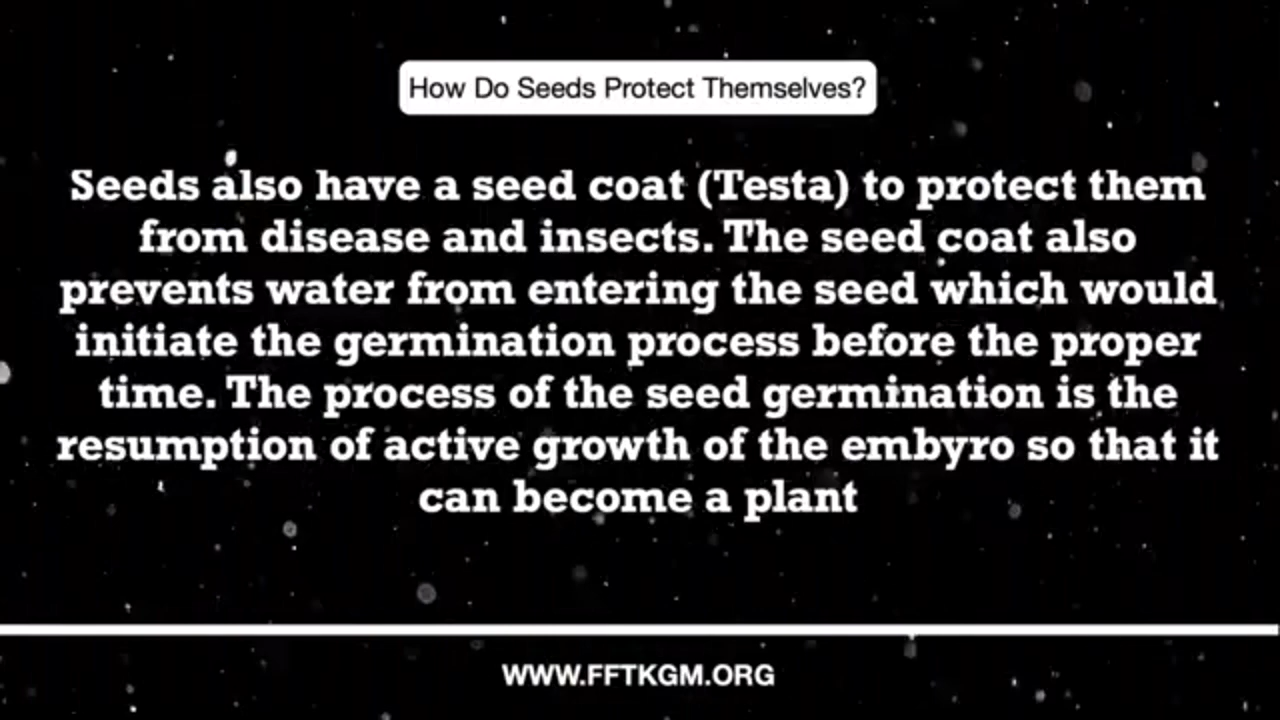 How Do Seeds Protect Themselves?
Seeds also have a seed coat (Testa) to protect them
from disease and insects. The seed coat also
prevents water from entering the seed which would
initiate the germination process before the proper
time. The process of the seed germination is the
resumption of active growth of the embyro so that it
can become a plant
WWW.FFTKGM.ORG